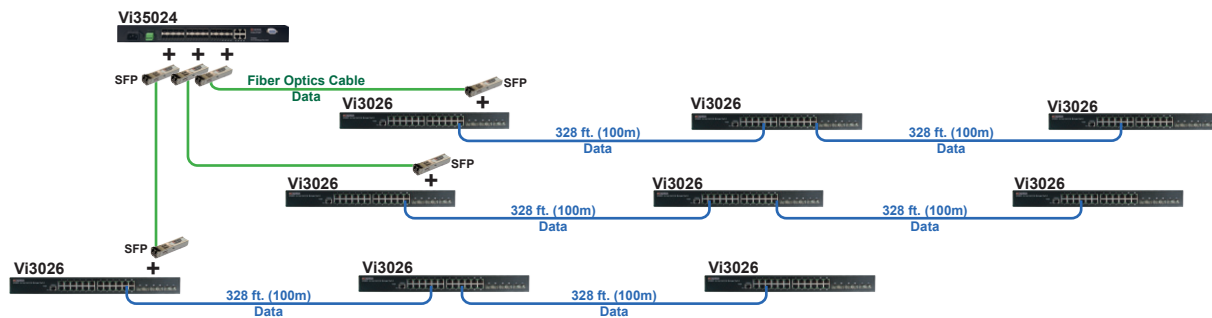 Vi35024
SFP
Fiber Optics Cable
Data
SFP
Vi3026
Vi3026
Vi3026
328 ft. (100m)
Data
328 ft. (100m)
Data
SFP
Vi3026
Vi3026
Vi3026
328 ft. (100m)
Data
328 ft. (100m)
Data
SFP
Vi3026
Vi3026
Vi3026
328 ft. (100m)
Data
328 ft. (100m)
Data